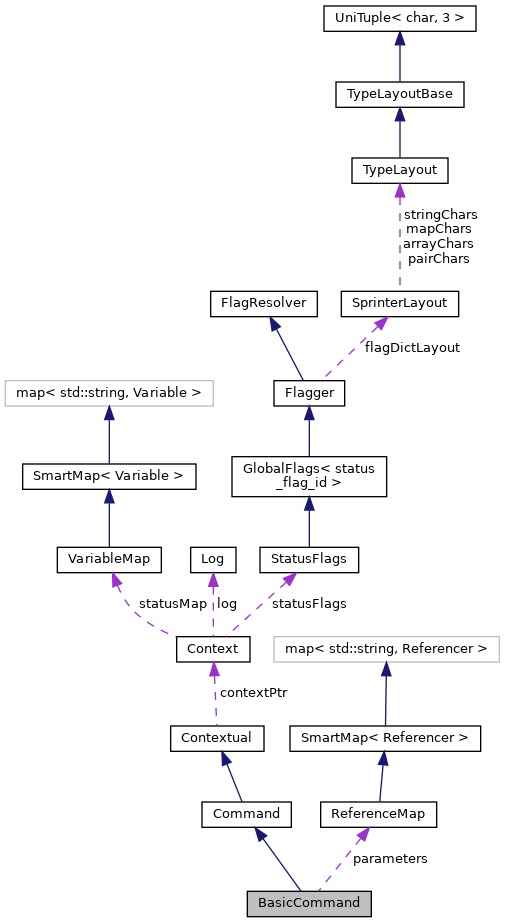 UniTuple< char, 3 >
TypeLayoutBase
TypeLayout
stringChars
mapChars
arrayChars
pairChars
FlagResolver
SprinterLayout
flagDictLayout
map< std::string, Variable >
Flagger
SmartMap< Variable >
GlobalFlags< status
_flag_id >
VariableMap
Log
StatusFlags
statusMap
log
statusFlags
Context
map< std::string, Referencer >
contextPtr
Contextual
SmartMap< Referencer >
Command
ReferenceMap
parameters
BasicCommand